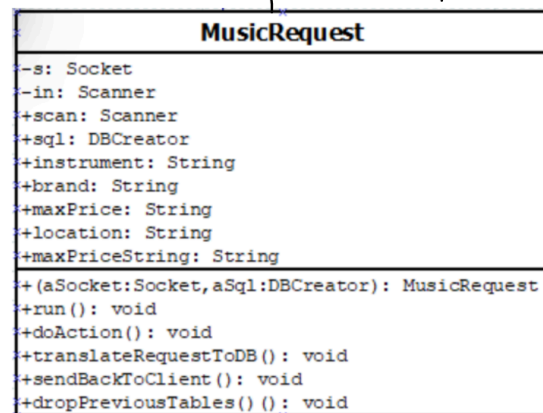 MusicRequest
-s: Socket
-in: Scanner
+scan: Scanner
+sql: DBCreator
+instrument: String
+brand: String
+maxPrice: String
+location: String
+maxPriceString: String
+(aSocket:Socket,aSql:DBCreator): MusicRequest
+run(): void
+doAction(): void
+translateRequestToDB(): void
+sendBackToClient(): void
+dropPreviousTables()(): void